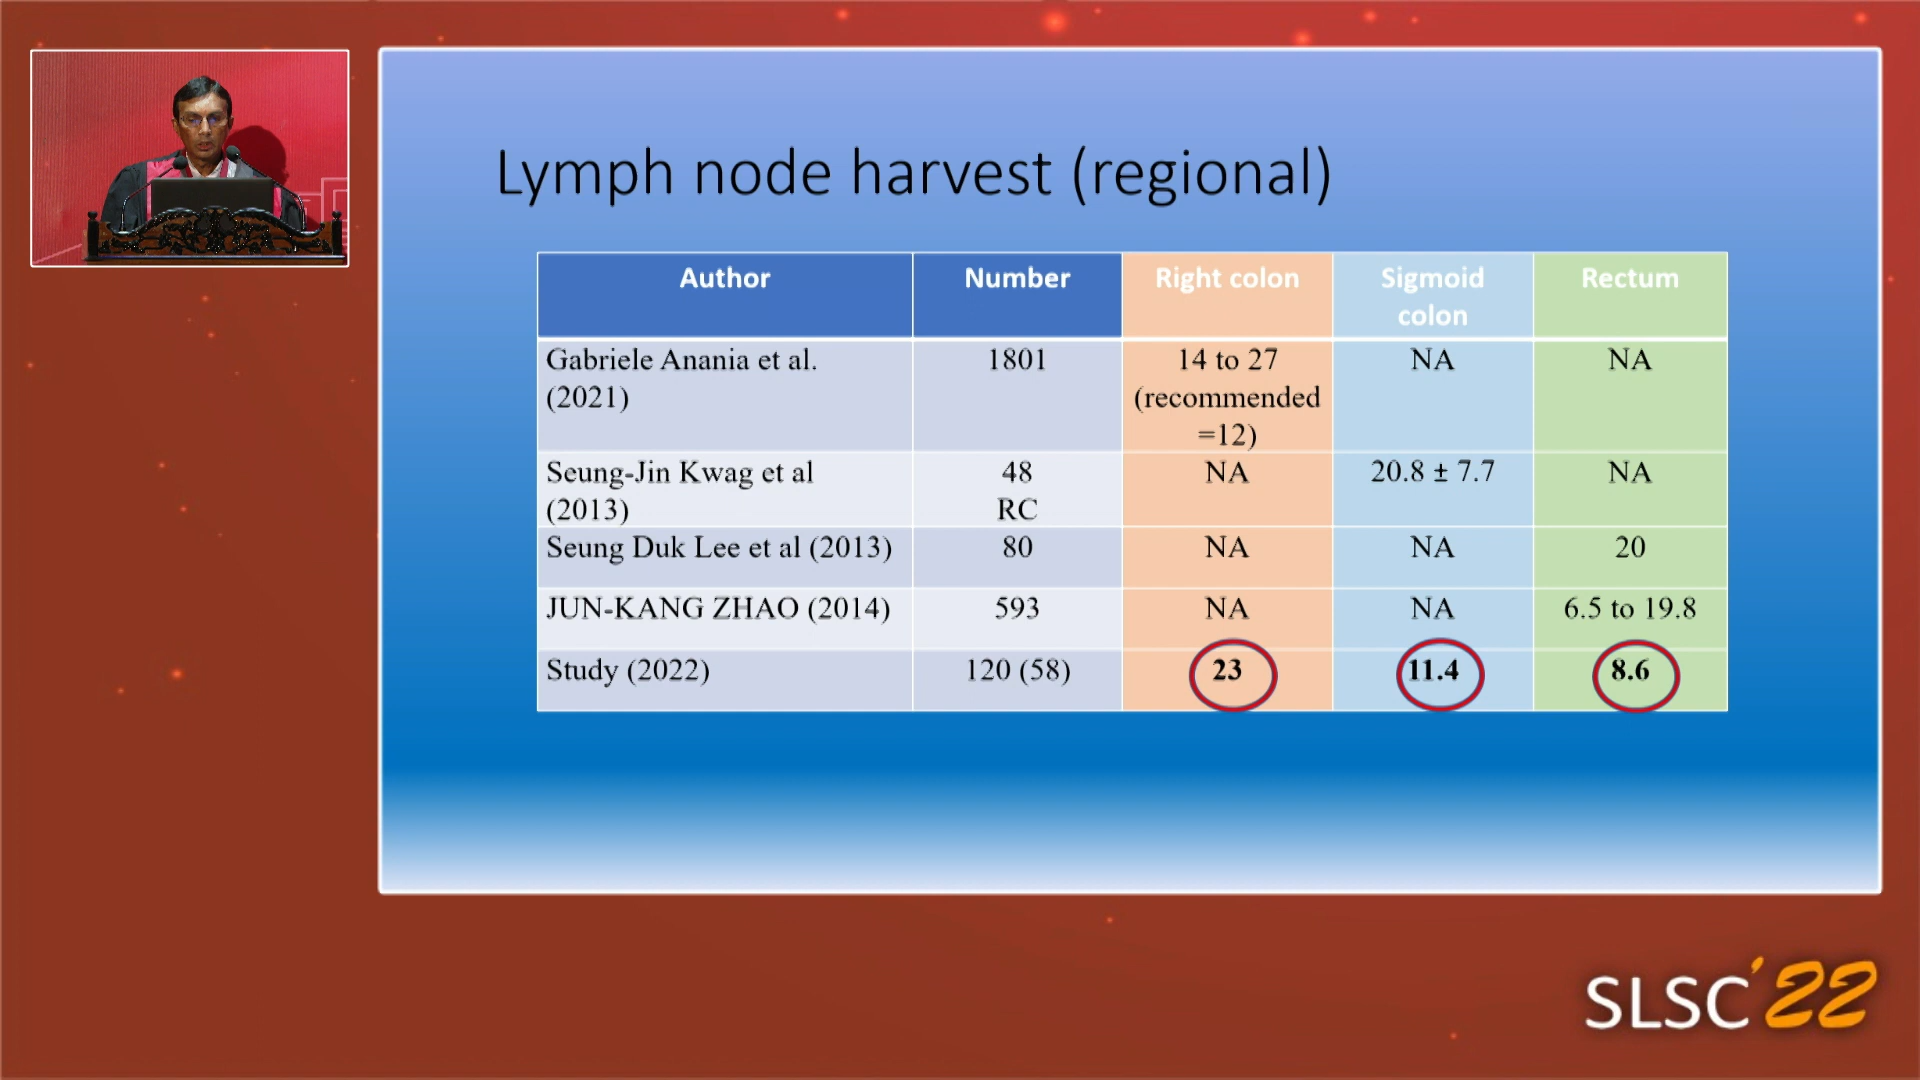 Lymph node harvest (regional)
Author Number Right colon Sigmoid colon Rectum
Gabriele Anania et al. (2021) 1801 14 to 27 (recommended =12) NA NA
Seung-Jin Kwag et al (2013) 48 RC NA 20.8 ± 7.7 NA
Seung Duk Lee et al (2013) 80 NA NA 20
JUN-KANG ZHAO (2014) 593 NA NA 6.5 to 19.8
Study (2022) 120 (58) 23 11.4 8.6
SLSC'22